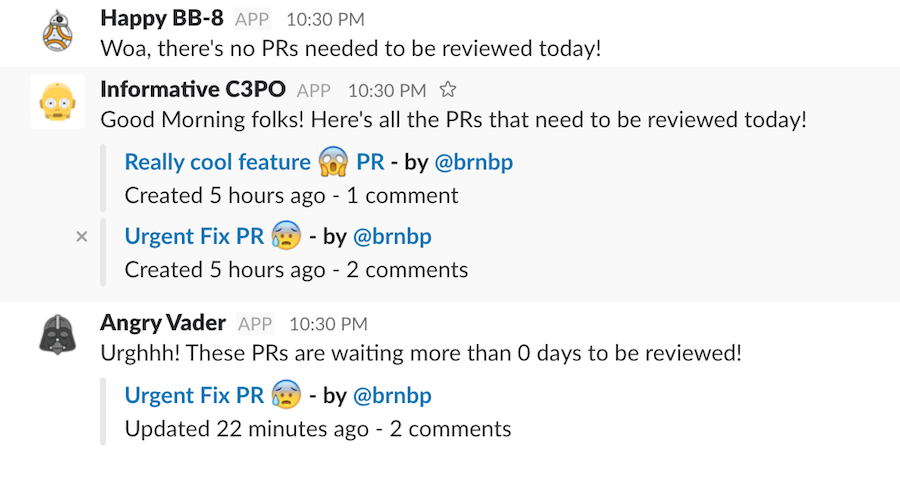 Happy BB-8 APP 10:30 PM
Woa, there's no PRs needed to be reviewed today!
Informative C3PO APP 10:30 PM ☆
Good Morning folks! Here's all the PRs that need to be reviewed today!
Really cool feature 😱 PR - by @brnbp
Created 5 hours ago - 1 comment
× Urgent Fix PR 😰 - by @brnbp
Created 5 hours ago - 2 comments
Angry Vader APP 10:30 PM
Urghhh! These PRs are waiting more than 0 days to be reviewed!
Urgent Fix PR 😰 - by @brnbp
Updated 22 minutes ago - 2 comments